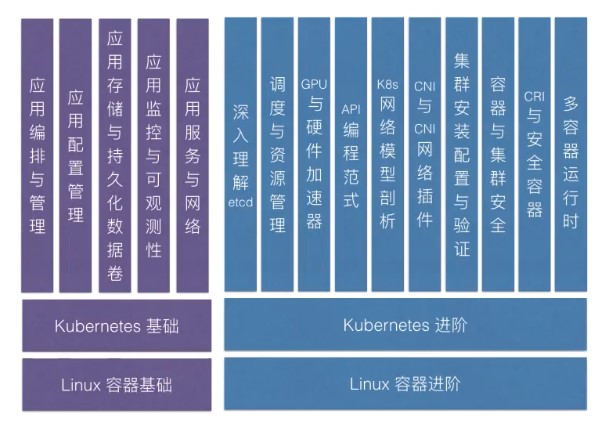 应用编排与管理
应用配置管理
应用存储与持久化数据卷
应用监控与可观测性
应用服务与网络
深入理解etcd
调度与资源管理
GPU与硬件加速器
API编程范式
K8s网络模型剖析
CNI与CNI网络插件
集群安装配置与验证
容器与集群安全
CRI与安全容器
多容器运行时
Kubernetes 基础
Kubernetes 进阶
Linux 容器基础
Linux 容器进阶